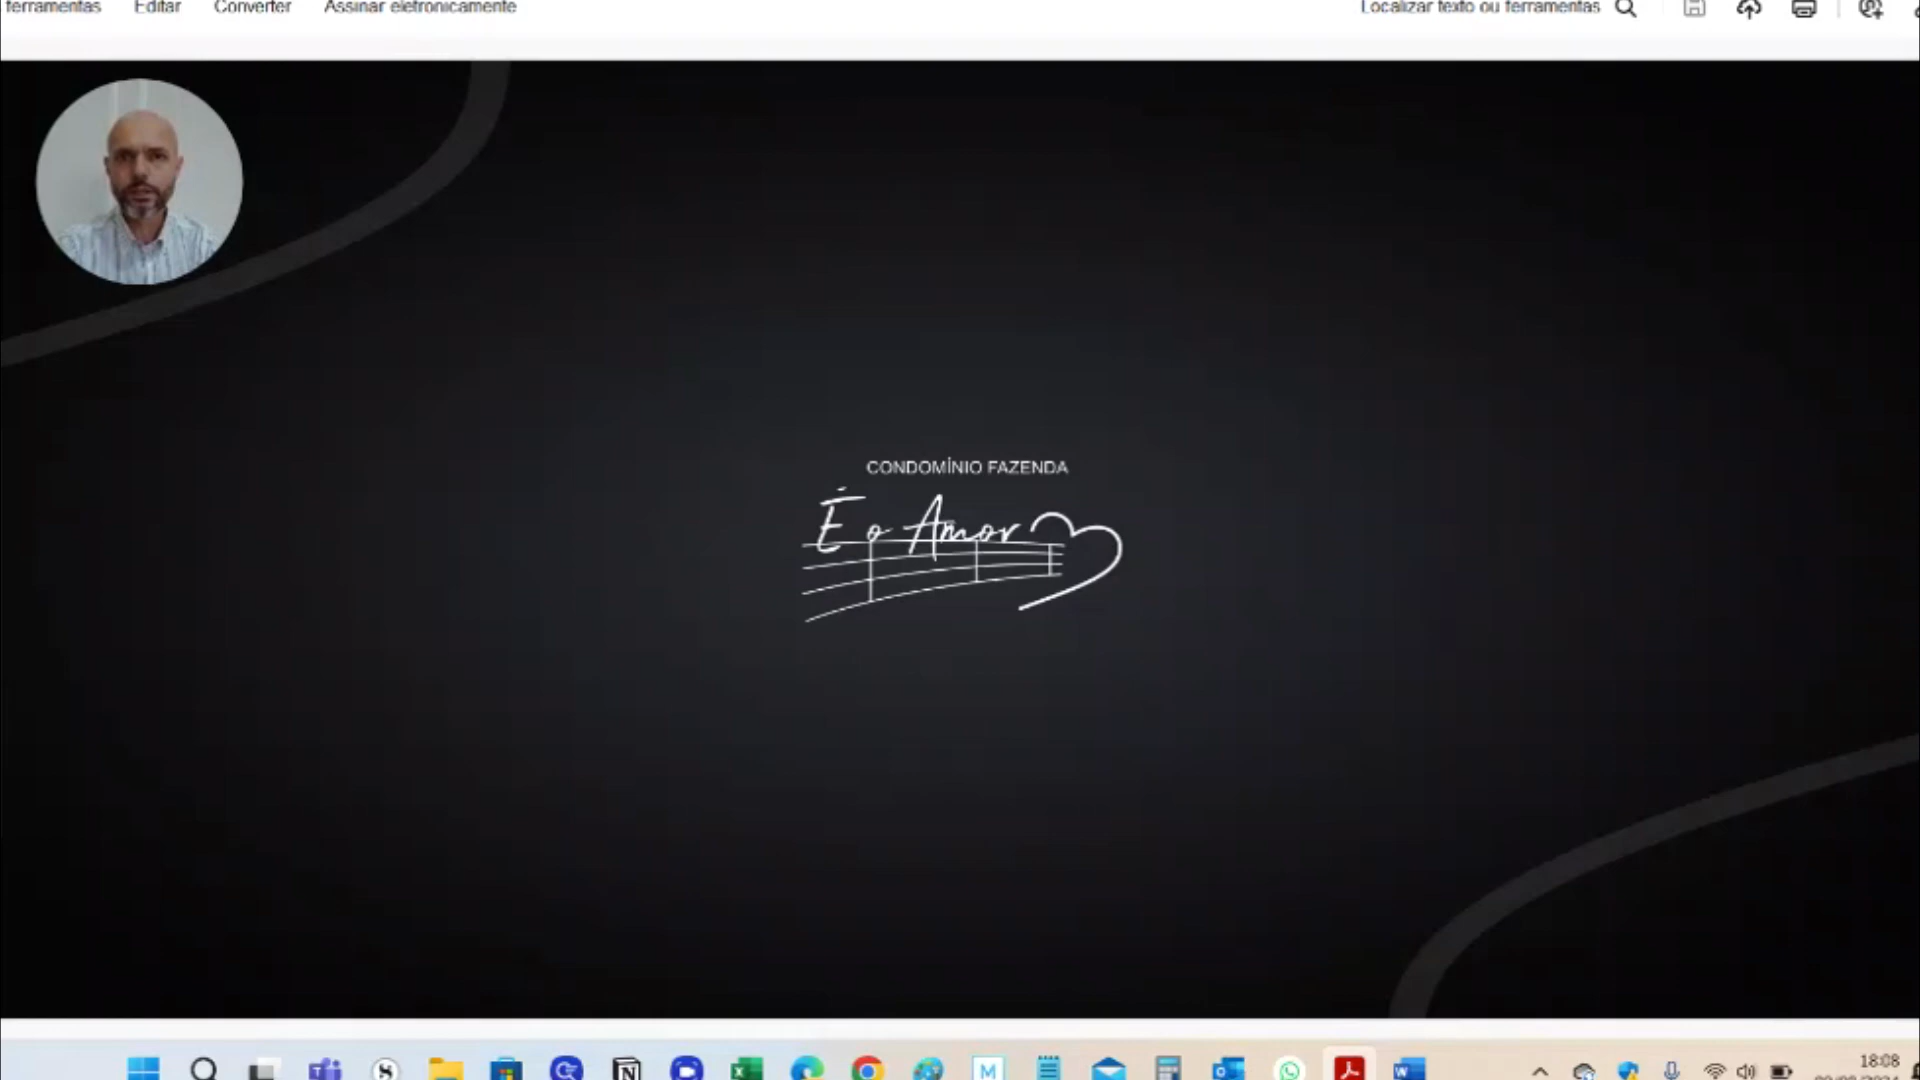 ferramentas Editar Converter Assinar eletronicamente Localizar texto ou ferramentas
CONDOMÍNIO FAZENDA
É o Amor
18:08